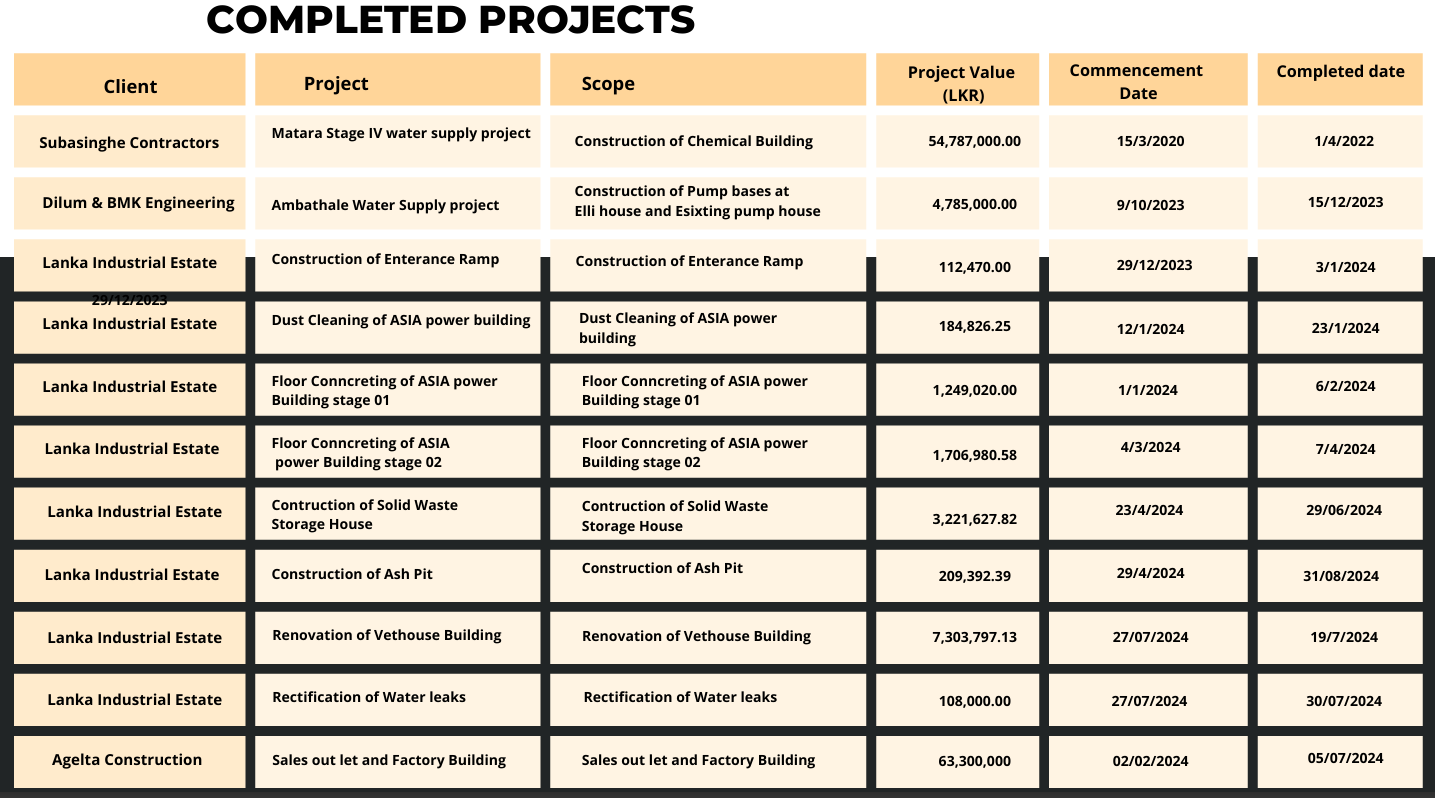 COMPLETED PROJECTS
Client
Project
Scope
Project Value
(LKR)
Commencement
Date
Completed date
Subasinghe Contractors
Matara Stage IV water supply project
Construction of Chemical Building
54,787,000.00
15/3/2020
1/4/2022
Dilum & BMK Engineering
Ambathale Water Supply project
Construction of Pump bases at
Elli house and Esixting pump house
4,785,000.00
9/10/2023
15/12/2023
Lanka Industrial Estate
Construction of Enterance Ramp
Construction of Enterance Ramp
112,470.00
29/12/2023
3/1/2024
29/12/2023
Lanka Industrial Estate
Dust Cleaning of ASIA power building
Dust Cleaning of ASIA power
building
184,826.25
12/1/2024
23/1/2024
Lanka Industrial Estate
Floor Conncreting of ASIA power
Building stage 01
Floor Conncreting of ASIA power
Building stage 01
1,249,020.00
1/1/2024
6/2/2024
Lanka Industrial Estate
Floor Conncreting of ASIA
power Building stage 02
Floor Conncreting of ASIA power
Building stage 02
1,706,980.58
4/3/2024
7/4/2024
Lanka Industrial Estate
Contruction of Solid Waste
Storage House
Contruction of Solid Waste
Storage House
3,221,627.82
23/4/2024
29/06/2024
Lanka Industrial Estate
Construction of Ash Pit
Construction of Ash Pit
209,392.39
29/4/2024
31/08/2024
Lanka Industrial Estate
Renovation of Vethouse Building
Renovation of Vethouse Building
7,303,797.13
27/07/2024
19/7/2024
Lanka Industrial Estate
Rectification of Water leaks
Rectification of Water leaks
108,000.00
27/07/2024
30/07/2024
Agelta Construction
Sales out let and Factory Building
Sales out let and Factory Building
63,300,000
02/02/2024
05/07/2024